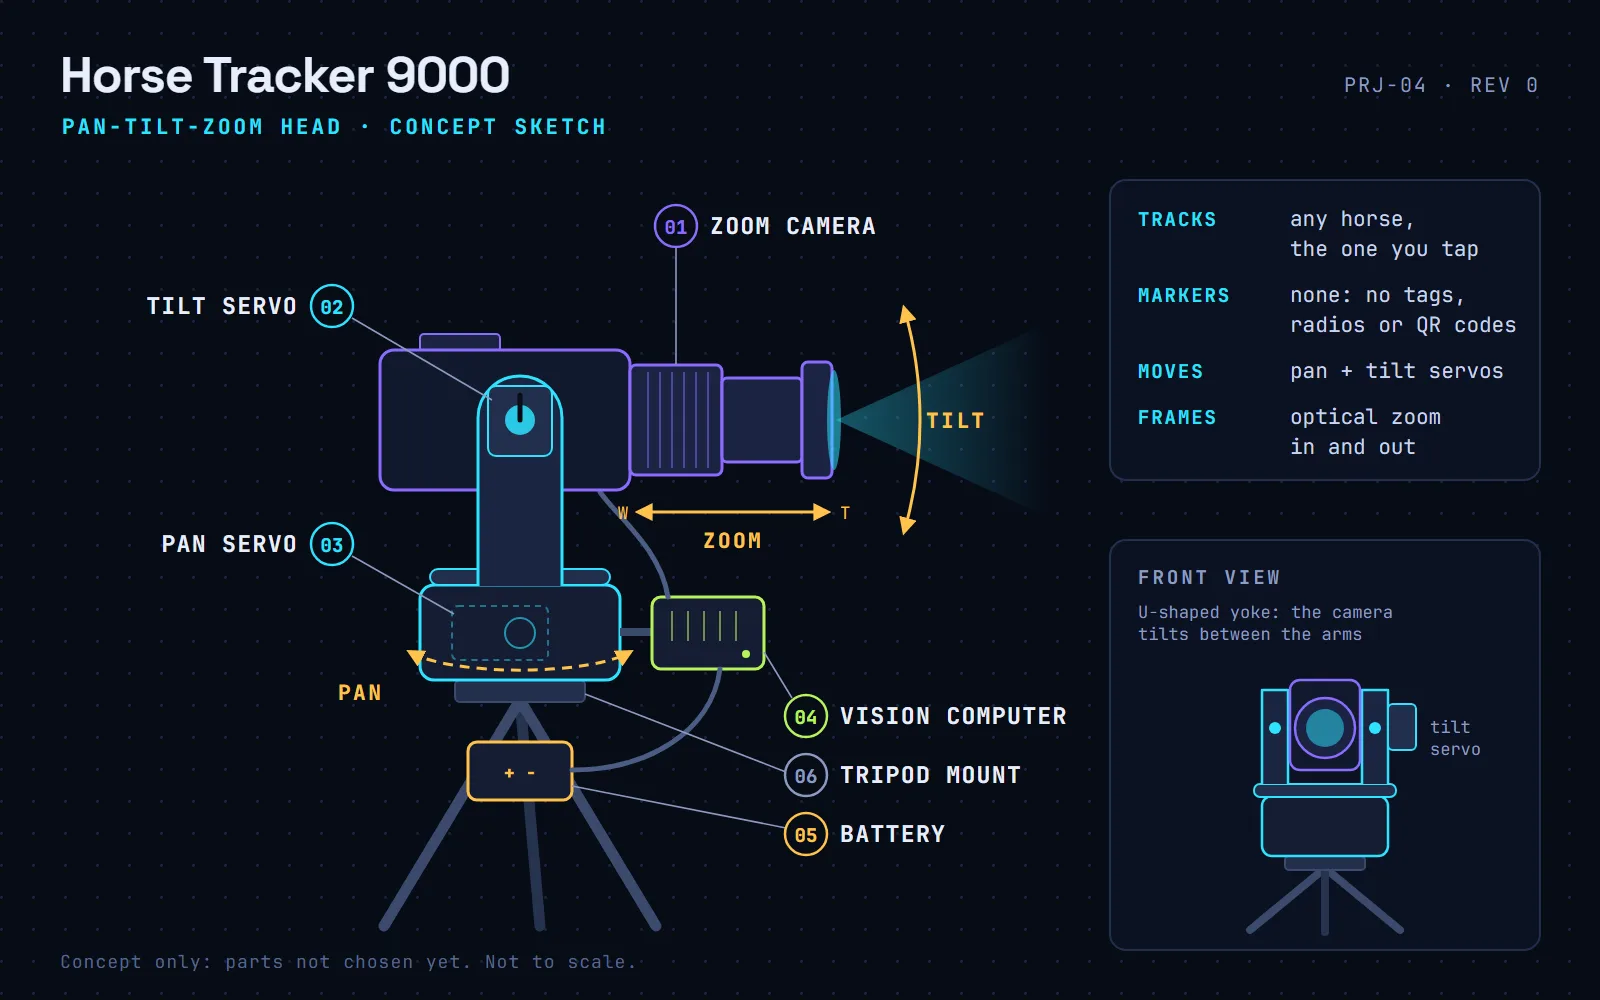 Horse Tracker 9000
PAN-TILT-ZOOM HEAD · CONCEPT SKETCH
PRJ-04 · REV 0
01 ZOOM CAMERA
TILT SERVO 02
PAN SERVO 03
TILT
W T
ZOOM
PAN
04 VISION COMPUTER
06 TRIPOD MOUNT
05 BATTERY
+ -
TRACKS any horse,
the one you tap
MARKERS none: no tags,
radios or QR codes
MOVES pan + tilt servos
FRAMES optical zoom
in and out
FRONT VIEW
U-shaped yoke: the camera
tilts between the arms
tilt
servo
Concept only: parts not chosen yet. Not to scale.